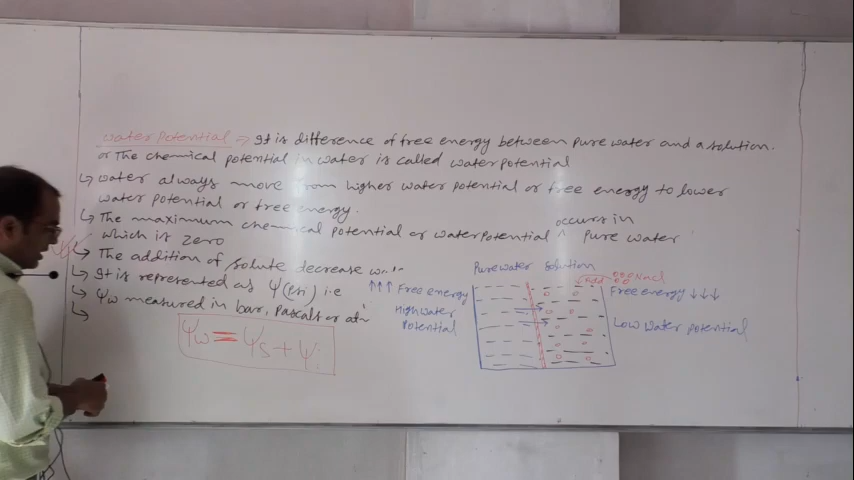 Water Potential → It is difference of free energy between pure water and a solution.
or The chemical potential in water is called water potential
↳ water always move from higher water potential or free energy to lower
water potential or free energy.
↳ The maximum chemical potential or water potential ^ occurs in pure water
which is zero
↳ The addition of solute decrease
↳ It is represented as Ψ(Psi) i.e
↳ Ψw measured in bar, Pascals or
↳
Ψw = Ψs + Ψ
Pure water Solution
Add NaCl
↑↑↑ Free energy
High water
Potential
Free energy ↓↓↓
Low water potential